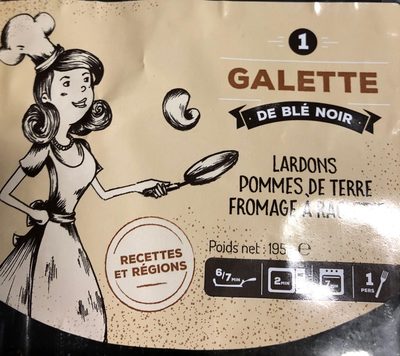 1
GALETTE
DE BLÉ NOIR
LARDONS
POMMES DE TERRE
FROMAGE À
Poids net : 195 e
RECETTES
ET RÉGIONS
6/7 MIN
2 MIN
1
PERS